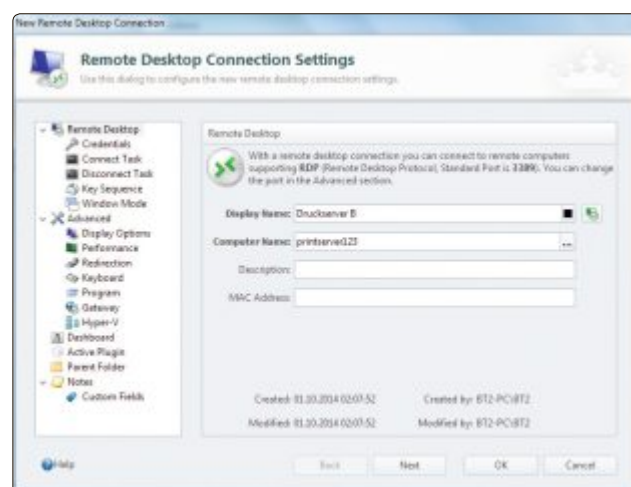 New Remote Desktop Connection
Remote Desktop Connection Settings
Use this dialog to configure the new remote desktop connection settings.
Remote Desktop
Credentials
Connect Task
Disconnect Task
Key Sequence
Window Mode
Advanced
Display Options
Performance
Redirection
Keyboard
Program
Gateway
Hyper-V
Dashboard
Active Plugin
Parent Folder
Notes
Custom Fields
Remote Desktop
With a remote desktop connection you can connect to remote computers
supporting RDP (Remote Desktop Protocol, Standard Port is 3389). You can change
the port in the Advanced section.
Display Name: Druckserver B
Computer Name: printserver123
...
Description:
MAC Address:
Created: 01.10.2014 02:07:52 Created by: BT2-PC\BT2
Modified: 01.10.2014 02:07:52 Modified by: BT2-PC\BT2
Help
Back
Next
OK
Cancel